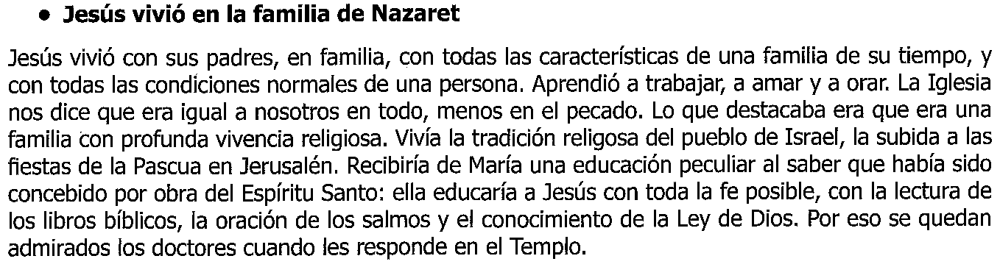 • Jesús vivió en la familia de Nazaret
Jesús vivió con sus padres, en familia, con todas las características de una familia de su tiempo, y
con todas las condiciones normales de una persona. Aprendió a trabajar, a amar y a orar. La Iglesia
nos dice que era igual a nosotros en todo, menos en el pecado. Lo que destacaba era que era una
familia con profunda vivencia religiosa. Vivía la tradición religosa del pueblo de Israel, la subida a las
fiestas de la Pascua en Jerusalén. Recibiría de María una educación peculiar al saber que había sido
concebido por obra del Espíritu Santo: ella educaría a Jesús con toda la fe posible, con la lectura de
los libros bíblicos, la oración de los salmos y el conocimiento de la Ley de Dios. Por eso se quedan
admirados los doctores cuando les responde en el Templo.